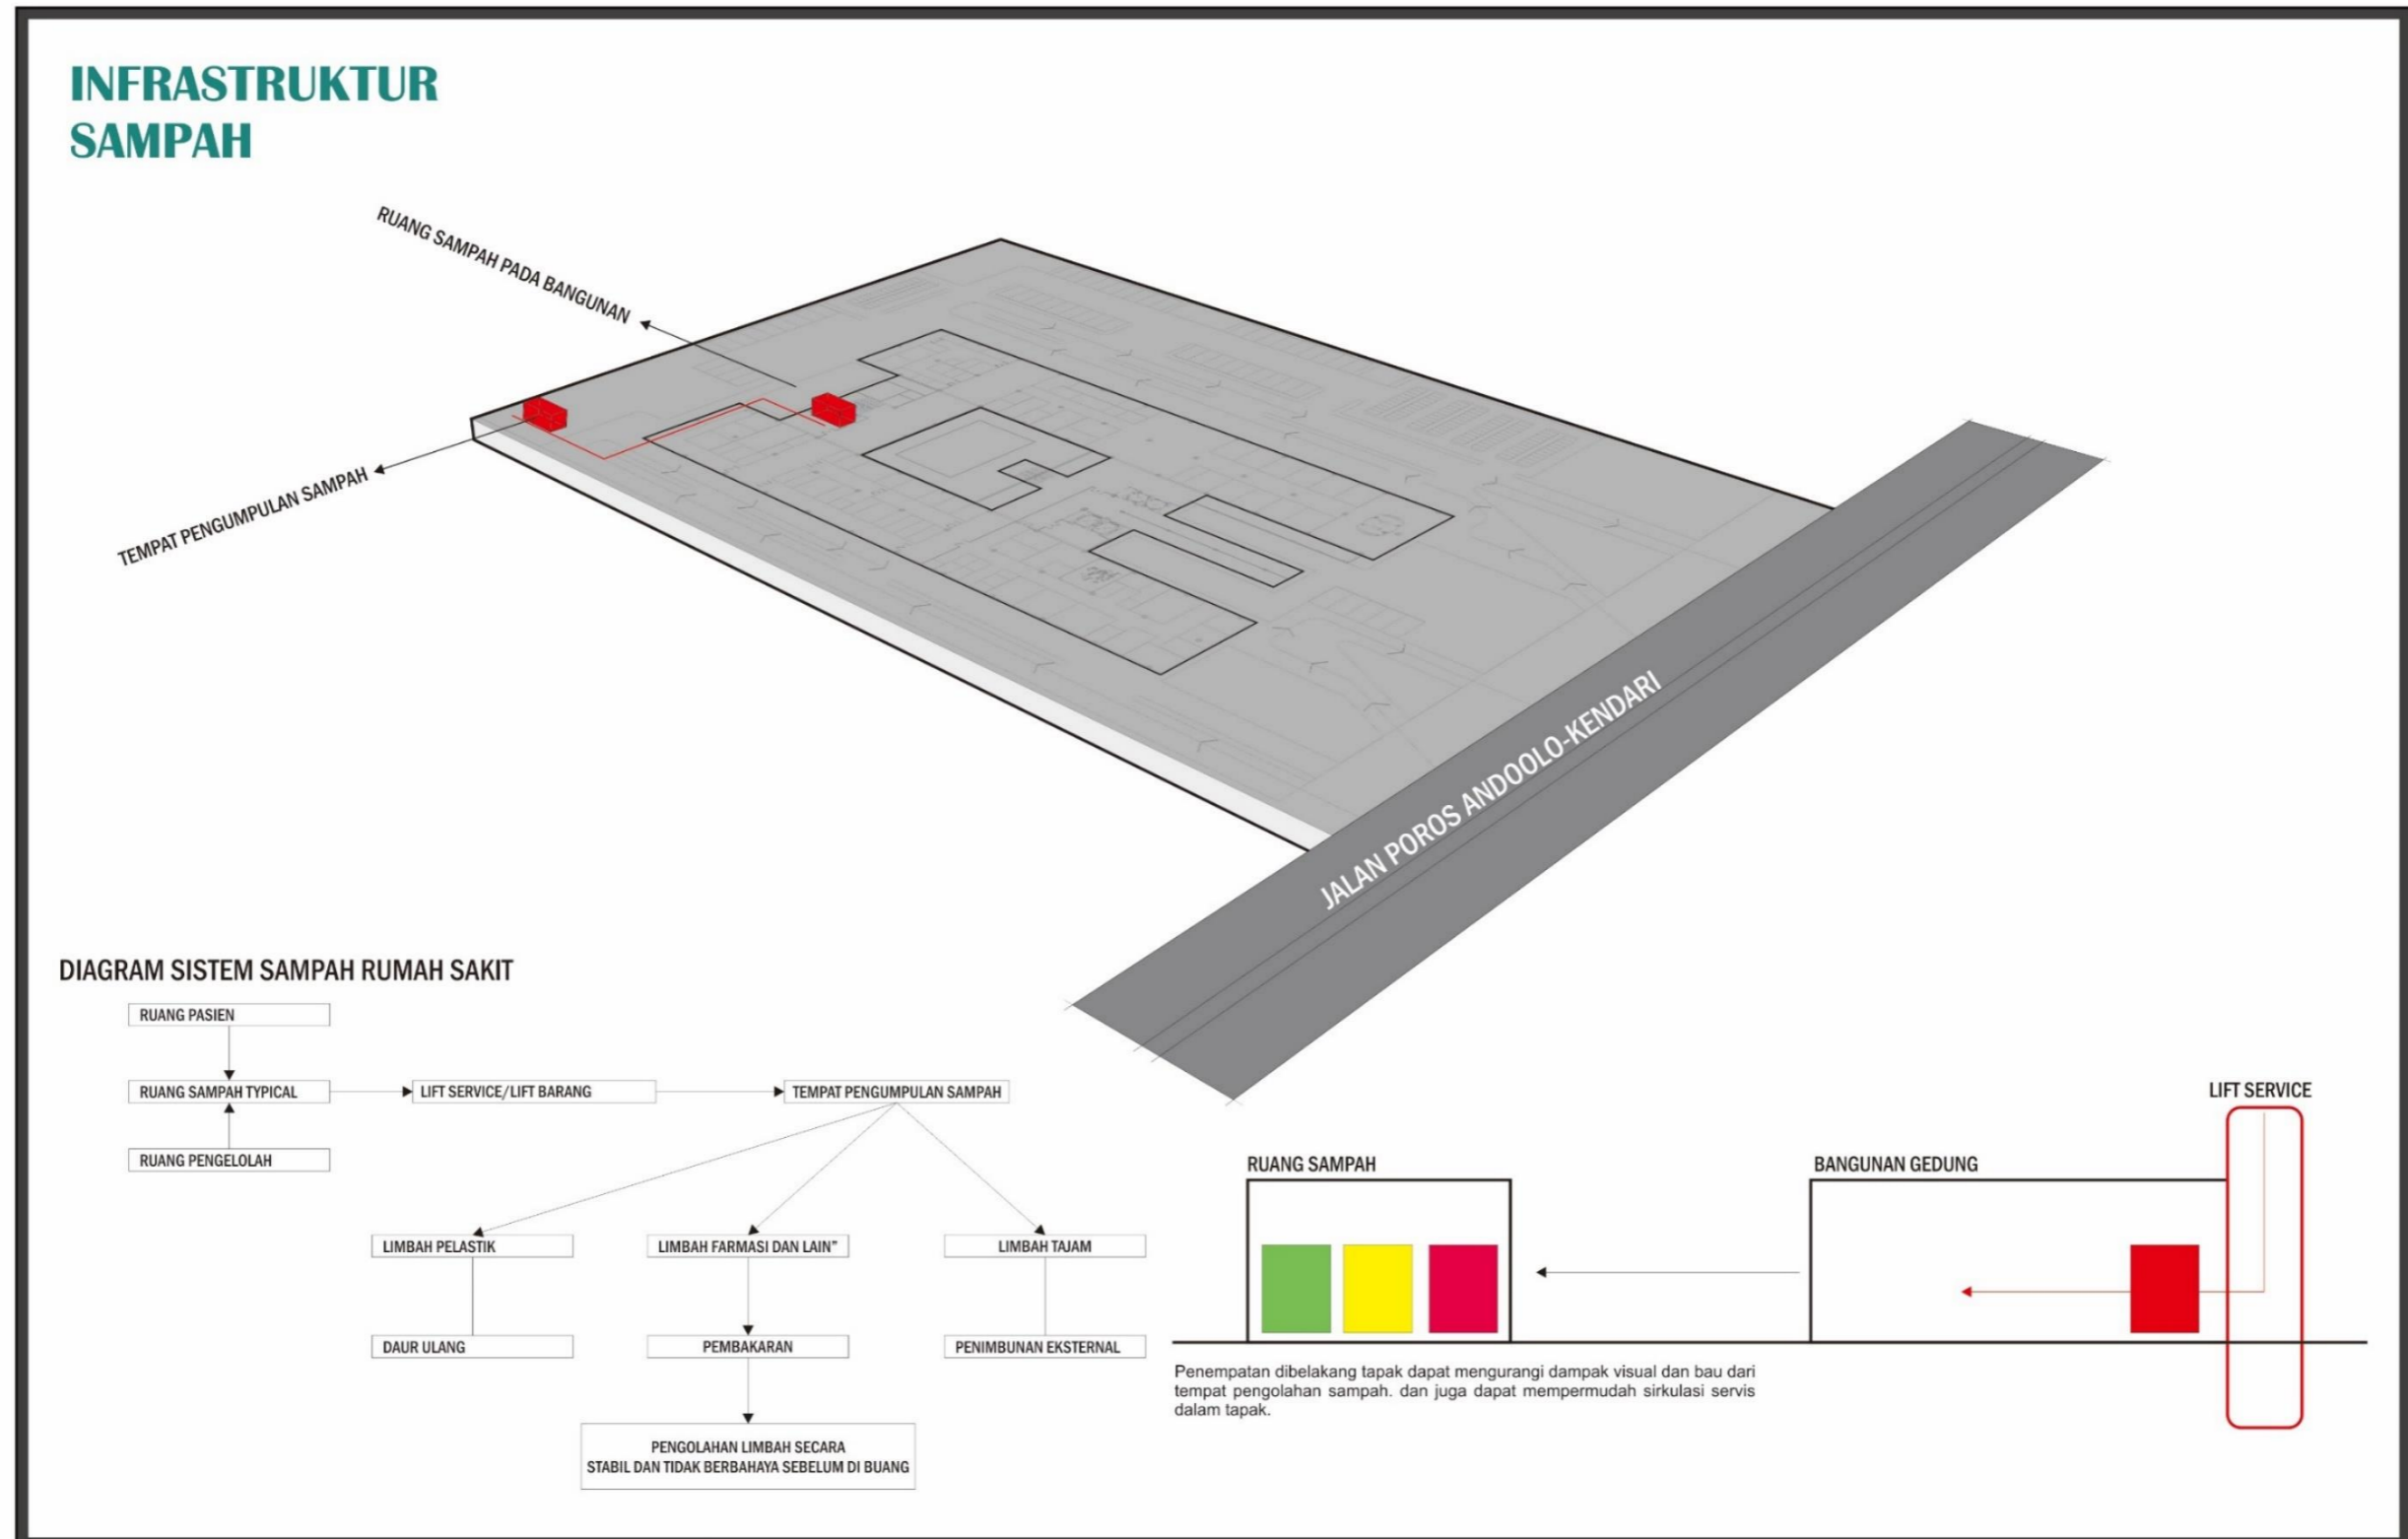 INFRASTRUKTUR
SAMPAH
RUANG SAMPAH PADA BANGUNAN
TEMPAT PENGUMPULAN SAMPAH
JALAN POROS ANDOOLO-KENDARI
DIAGRAM SISTEM SAMPAH RUMAH SAKIT
RUANG PASIEN
RUANG SAMPAH TYPICAL
LIFT SERVICE/LIFT BARANG
TEMPAT PENGUMPULAN SAMPAH
RUANG PENGELOLAH
LIMBAH PELASTIK
LIMBAH FARMASI DAN LAIN"
LIMBAH TAJAM
DAUR ULANG
PEMBAKARAN
PENIMBUNAN EKSTERNAL
PENGOLAHAN LIMBAH SECARA
STABIL DAN TIDAK BERBAHAYA SEBELUM DI BUANG
LIFT SERVICE
RUANG SAMPAH
BANGUNAN GEDUNG
Penempatan dibelakang tapak dapat mengurangi dampak visual dan bau dari
tempat pengolahan sampah. dan juga dapat mempermudah sirkulasi servis
dalam tapak.